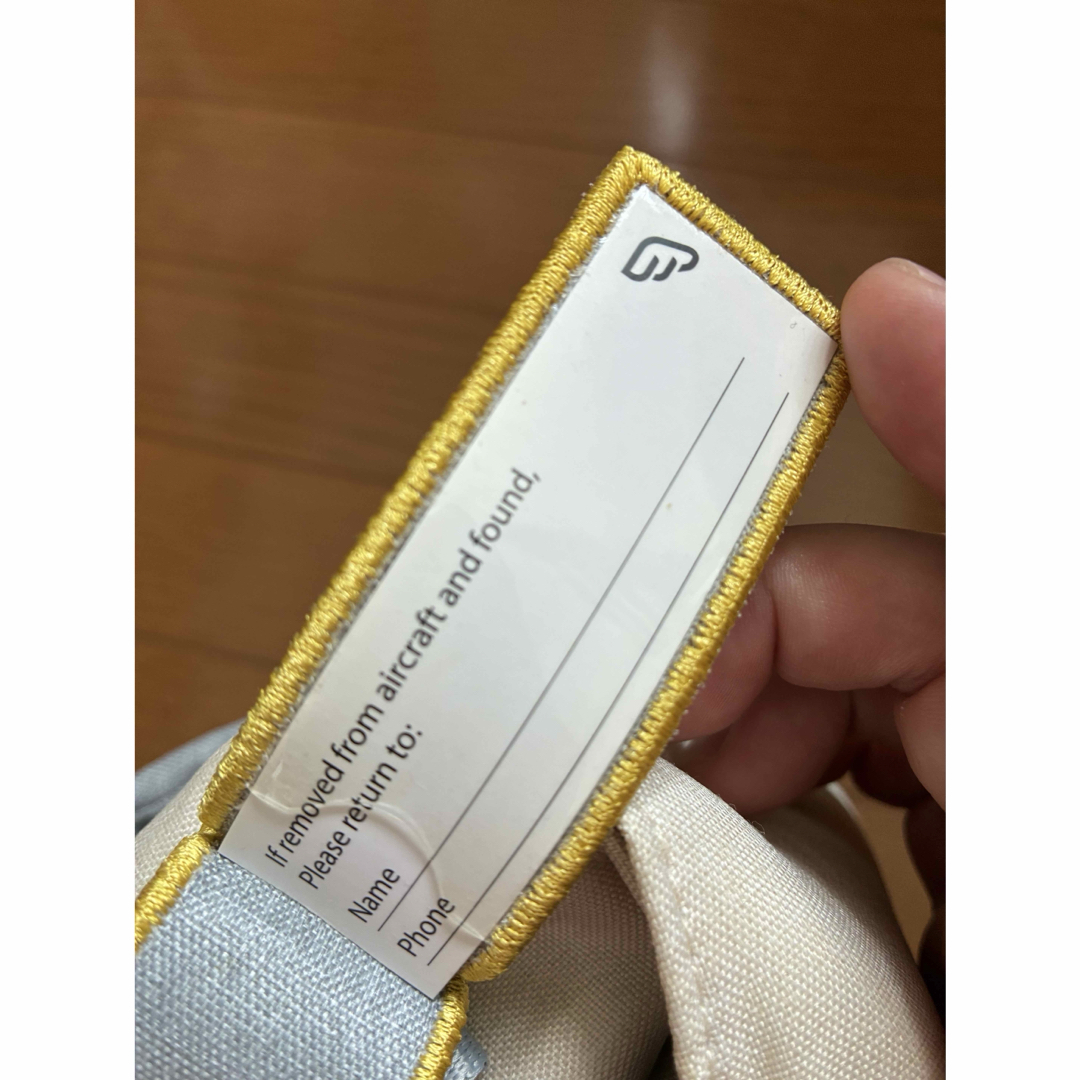 If removed from aircraft and found,
Please return to:
Name
Phone